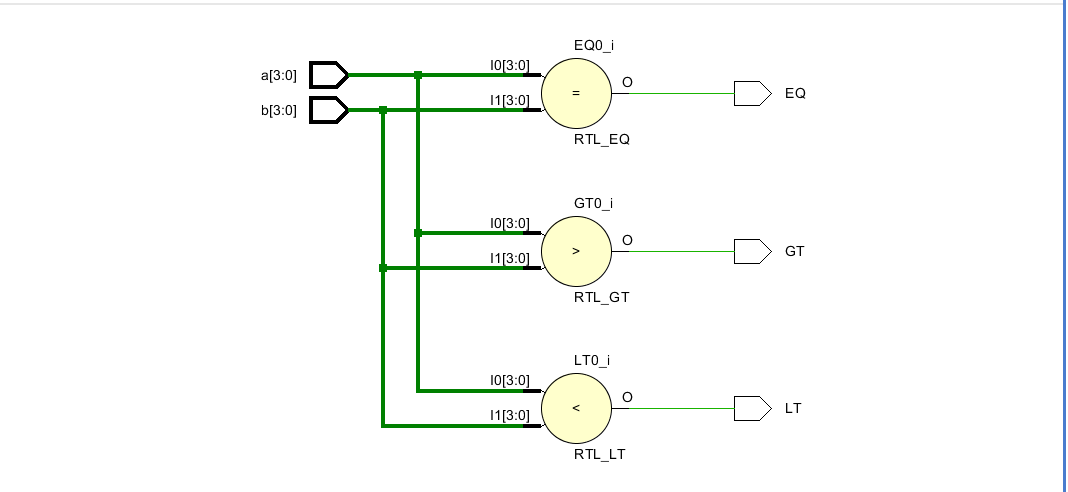 EQ0_i
a[3:0]
I0[3:0]
O
b[3:0]
I1[3:0]
=
EQ
RTL_EQ
GT0_i
I0[3:0]
O
I1[3:0]
>
GT
RTL_GT
LT0_i
I0[3:0]
O
I1[3:0]
<
LT
RTL_LT